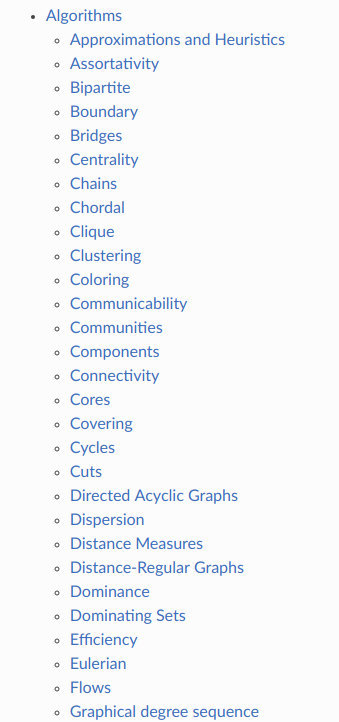 Algorithms
Approximations and Heuristics
Assortativity
Bipartite
Boundary
Bridges
Centrality
Chains
Chordal
Clique
Clustering
Coloring
Communicability
Communities
Components
Connectivity
Cores
Covering
Cycles
Cuts
Directed Acyclic Graphs
Dispersion
Distance Measures
Distance-Regular Graphs
Dominance
Dominating Sets
Efficiency
Eulerian
Flows
Graphical degree sequence